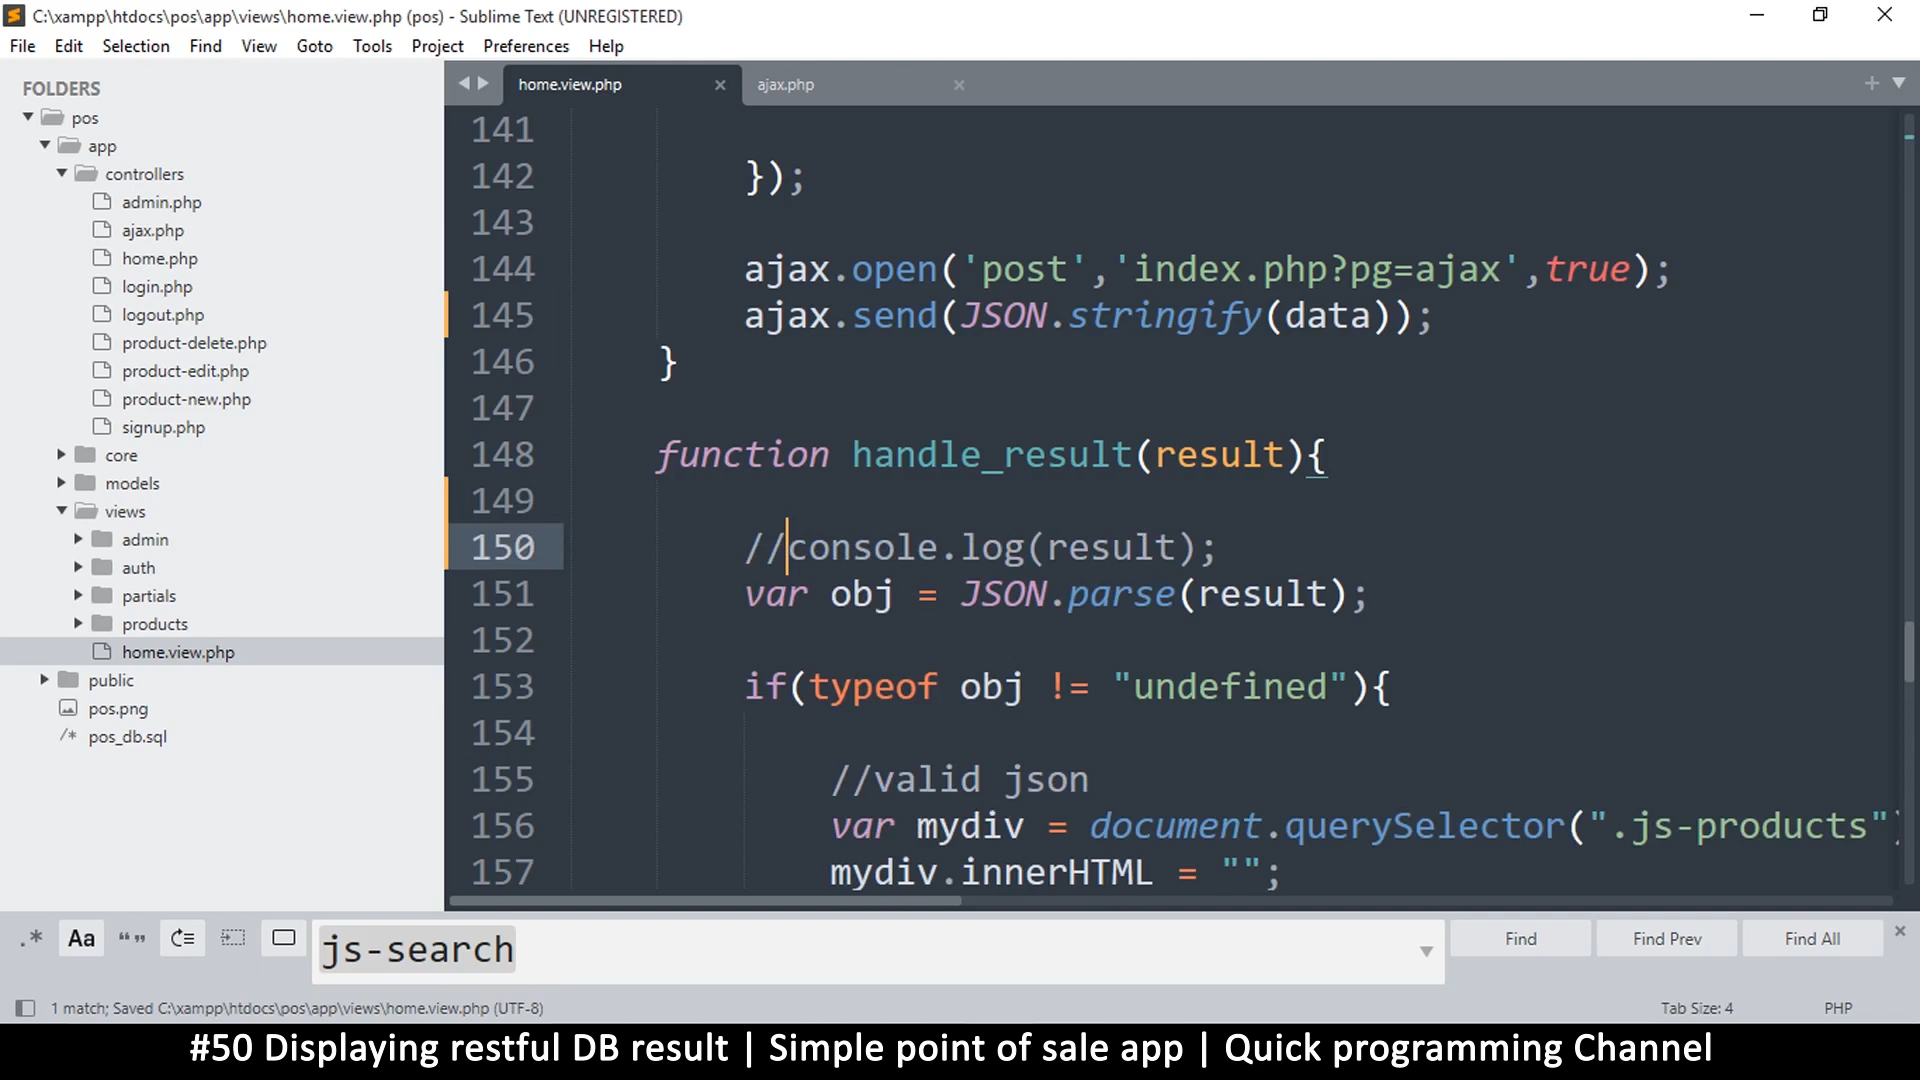 C:\xampp\htdocs\pos\app\views\home.view.php (pos) - Sublime Text (UNREGISTERED)
File Edit Selection Find View Goto Tools Project Preferences Help
FOLDERS
pos
app
controllers
admin.php
ajax.php
home.php
login.php
logout.php
product-delete.php
product-edit.php
product-new.php
signup.php
core
models
views
admin
auth
partials
products
home.view.php
public
pos.png
/* pos_db.sql
home.view.php ajax.php
141
142 });
143
144 ajax.open('post','index.php?pg=ajax',true);
145 ajax.send(JSON.stringify(data));
146 }
147
148 function handle_result(result){
149
150 //console.log(result);
151 var obj = JSON.parse(result);
152
153 if(typeof obj != "undefined"){
154
155 //valid json
156 var mydiv = document.querySelector(".js-products")
157 mydiv.innerHTML = "";
.* Aa “” js-search Find Find Prev Find All
1 match; Saved C:\xampp\htdocs\pos\app\views\home.view.php (UTF-8) Tab Size: 4 PHP
#50 Displaying restful DB result | Simple point of sale app | Quick programming Channel